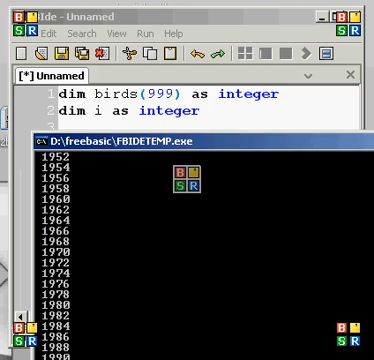 Ide - Unnamed
Edit Search View Run Help
[*]Unnamed
1 dim birds(999) as integer
2 dim i as integer
3
D:\freebasic\FBIDETEMP.exe
1952
1954
1956
1958
1960
1962
1964
1966
1968
1970
1972
1974
1976
1978
1980
1982
1984
1986
1988
1990
B
S R
B
S R
B
S R
B
S R
B
S R